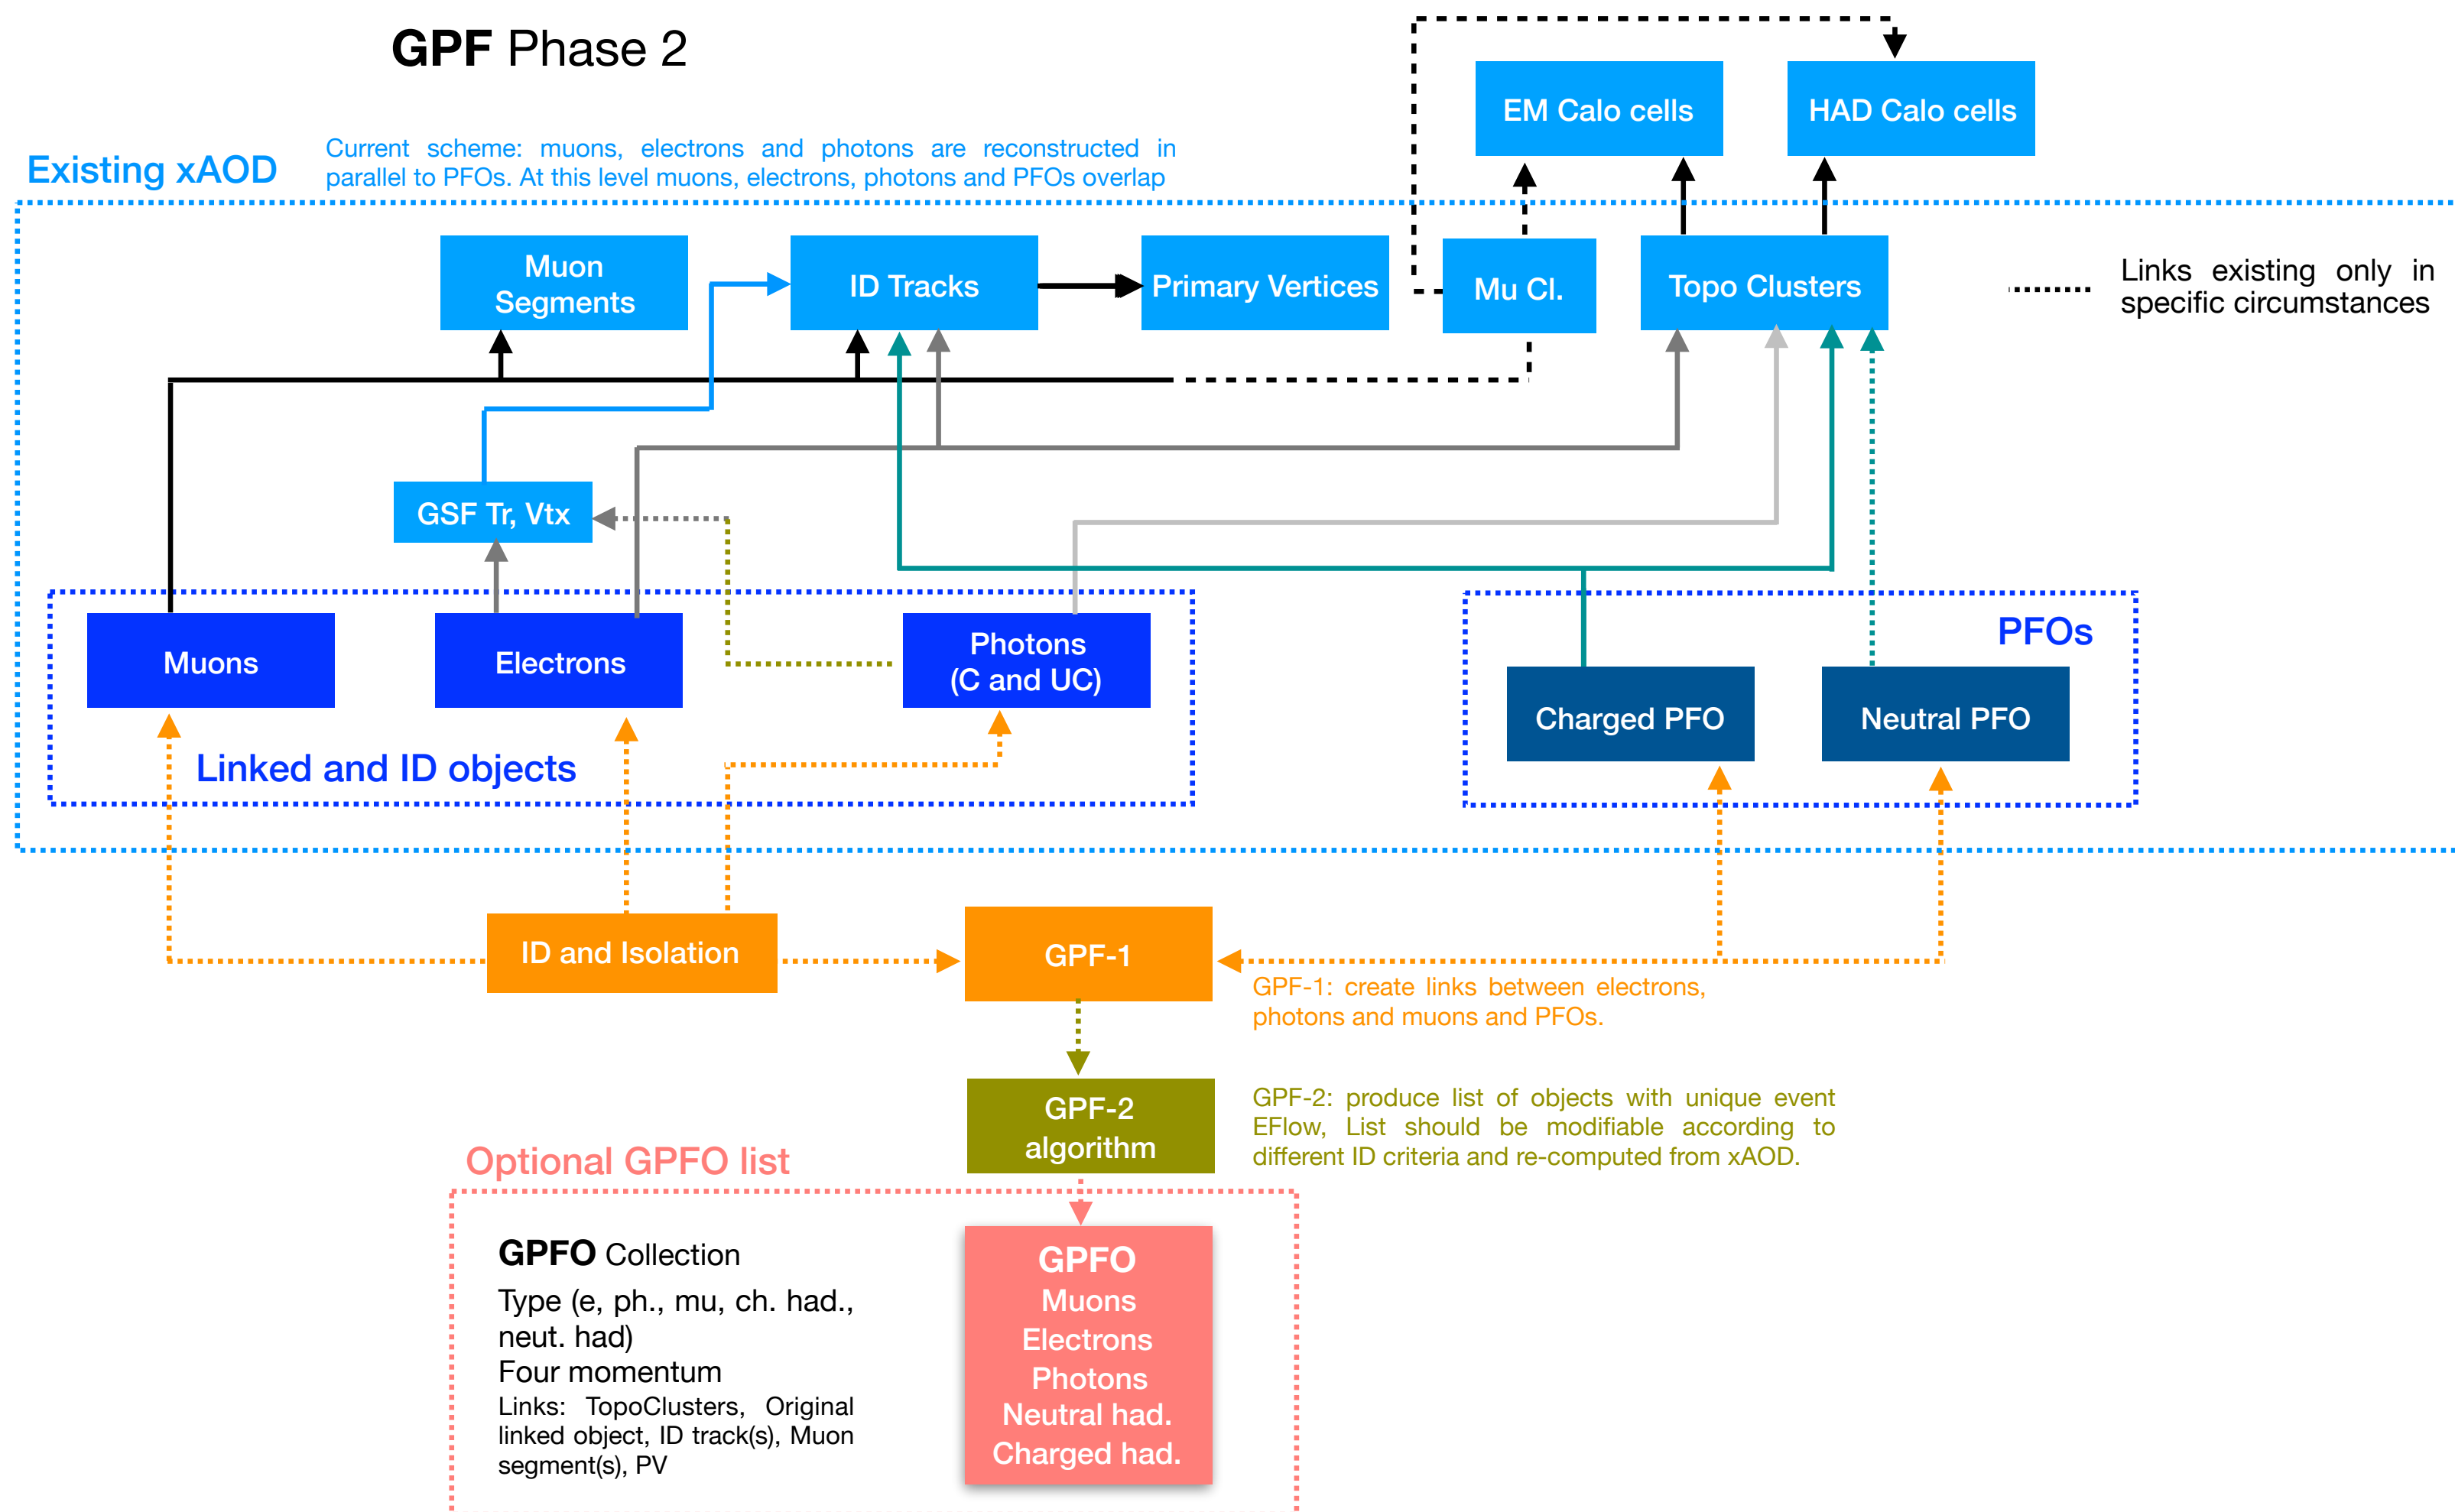 GPF Phase 2
EM Calo cells
HAD Calo cells
Existing xAOD
Current scheme: muons, electrons and photons are reconstructed in
parallel to PFOs. At this level muons, electrons, photons and PFOs overlap
Muon
Segments
ID Tracks
Primary Vertices
Mu Cl.
Topo Clusters
Links existing only in
specific circumstances
GSF Tr, Vtx
Muons
Electrons
Photons
(C and UC)
PFOs
Charged PFO
Neutral PFO
Linked and ID objects
ID and Isolation
GPF-1
GPF-1: create links between electrons,
photons and muons and PFOs.
GPF-2
algorithm
GPF-2: produce list of objects with unique event
EFlow, List should be modifiable according to
different ID criteria and re-computed from xAOD.
Optional GPFO list
GPFO Collection
Type (e, ph., mu, ch. had.,
neut. had)
Four momentum
Links: TopoClusters, Original
linked object, ID track(s), Muon
segment(s), PV
GPFO
Muons
Electrons
Photons
Neutral had.
Charged had.